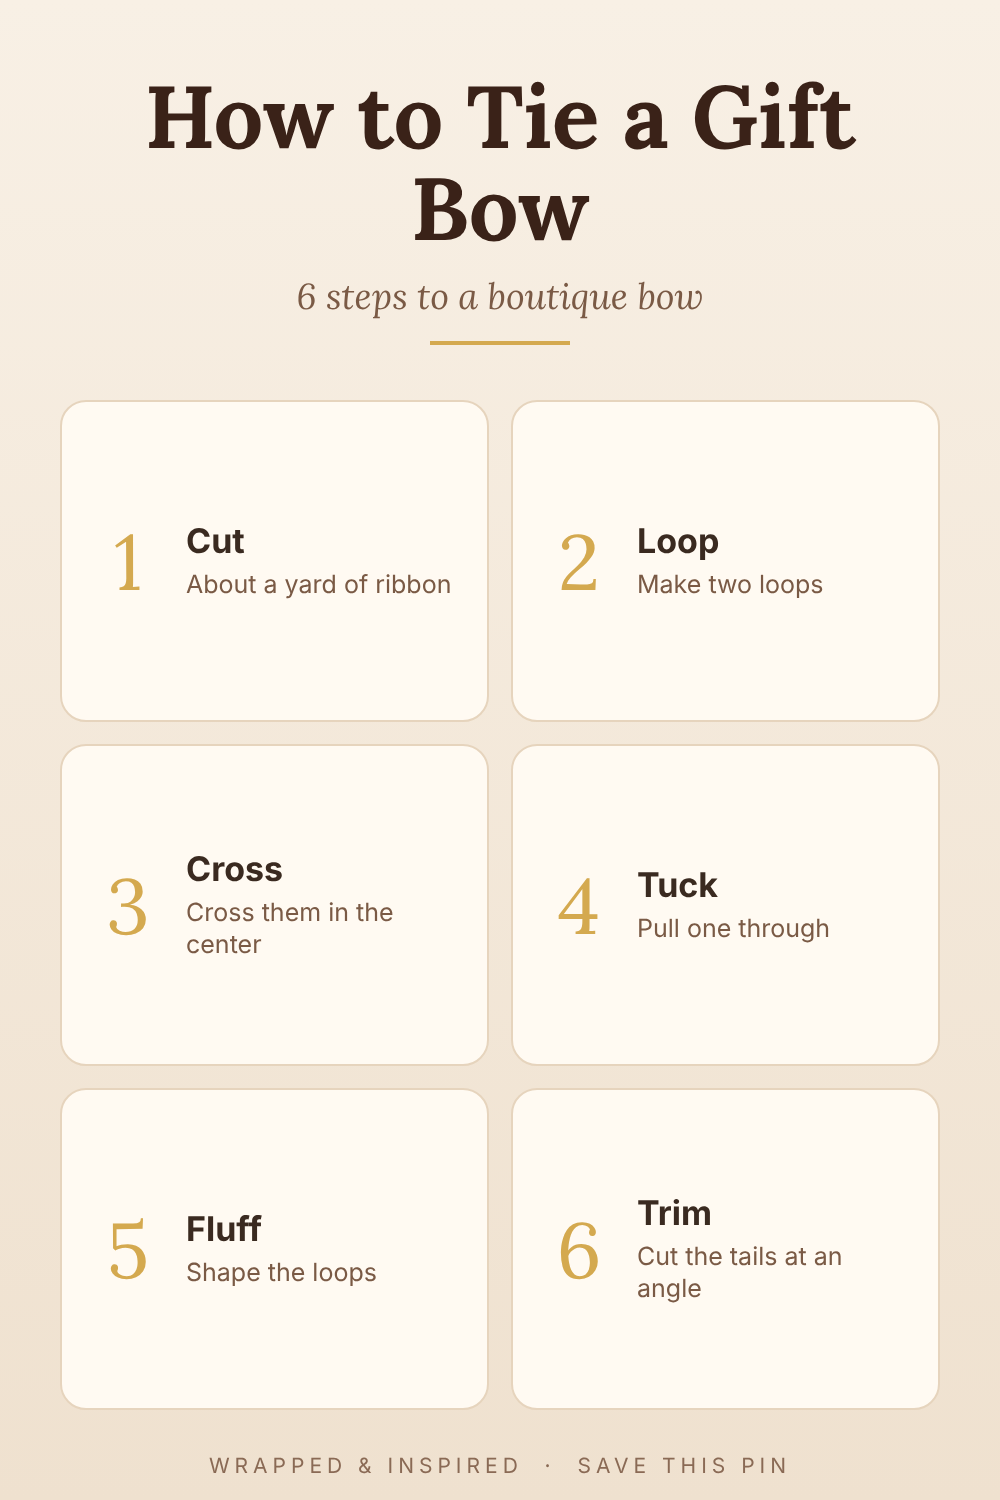 How to Tie a Gift
Bow
6 steps to a boutique bow
1
Cut
About a yard of ribbon
2
Loop
Make two loops
3
Cross
Cross them in the
center
4
Tuck
Pull one through
5
Fluff
Shape the loops
6
Trim
Cut the tails at an
angle
WRAPPED & INSPIRED · SAVE THIS PIN